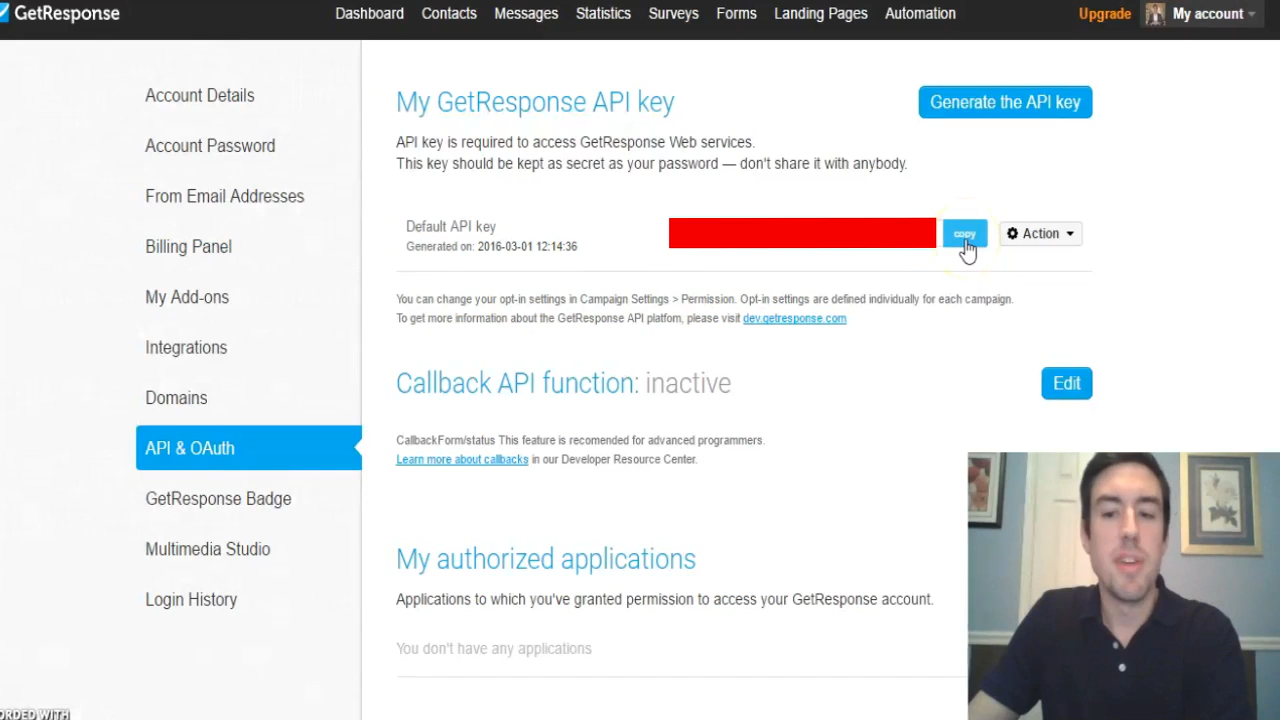 GetResponse
Dashboard Contacts Messages Statistics Surveys Forms Landing Pages Automation Upgrade My account
Account Details
Account Password
From Email Addresses
Billing Panel
My Add-ons
Integrations
Domains
API & OAuth
GetResponse Badge
Multimedia Studio
Login History
My GetResponse API key
Generate the API key
API key is required to access GetResponse Web services.
This key should be kept as secret as your password — don't share it with anybody.
Default API key
Generated on: 2016-03-01 12:14:36
copy
Action
You can change your opt-in settings in Campaign Settings > Permission. Opt-in settings are defined individually for each campaign.
To get more information about the GetResponse API platfom, please visit dev.getresponse.com
Callback API function: inactive
Edit
CallbackForm/status This feature is recomended for advanced programmers.
Learn more about callbacks in our Developer Resource Center.
My authorized applications
Applications to which you've granted permission to access your GetResponse account.
You don't have any applications
ORDED WITH